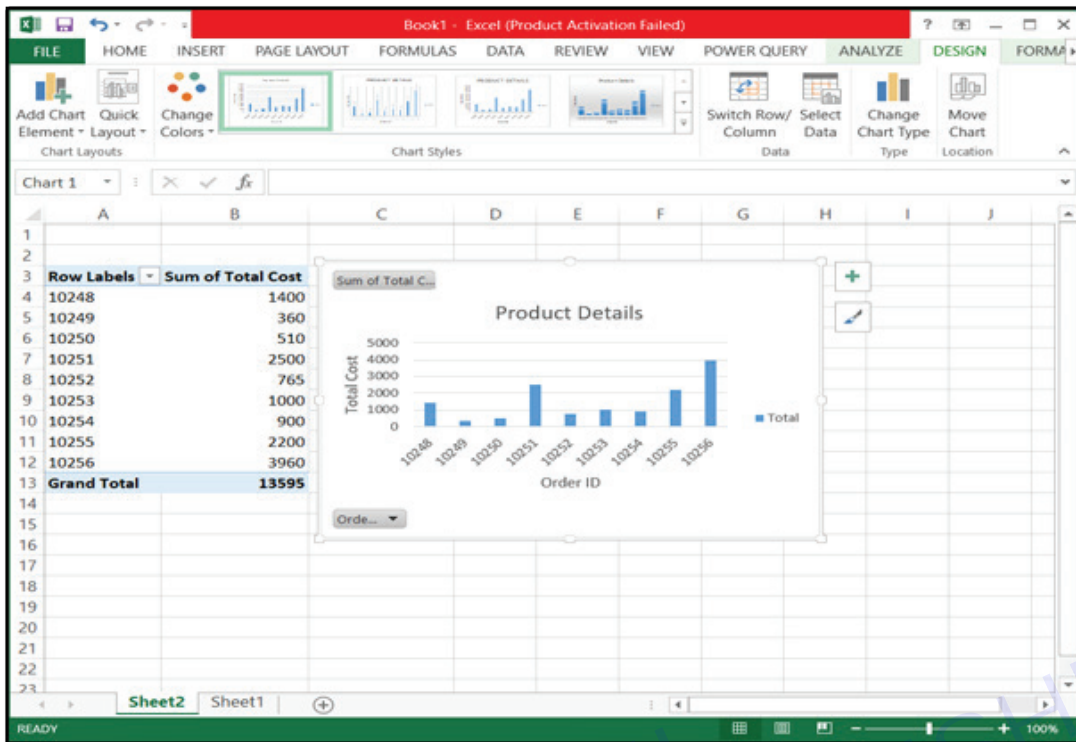 Book1 - Excel (Product Activation Failed)
FILE HOME INSERT PAGE LAYOUT FORMULAS DATA REVIEW VIEW POWER QUERY ANALYZE DESIGN FORMA
Add Chart Element Quick Layout Change Colors Switch Row/ Column Select Data Change Chart Type Move Chart
Chart Layouts Chart Styles Data Type Location
Chart 1 fx
A B C D E F G H I J
1
2
3 Row Labels Sum of Total Cost
4 10248 1400
5 10249 360
6 10250 510
7 10251 2500
8 10252 765
9 10253 1000
10 10254 900
11 10255 2200
12 10256 3960
13 Grand Total 13595
14
15
16
17
18
19
20
21
22
23
Sum of Total C...
Product Details
Total Cost
5000
4000
3000
2000
1000
0
10248 10249 10250 10251 10252 10253 10254 10255 10256
Total
Order ID
Orde...
Sheet2 Sheet1
READY 100%